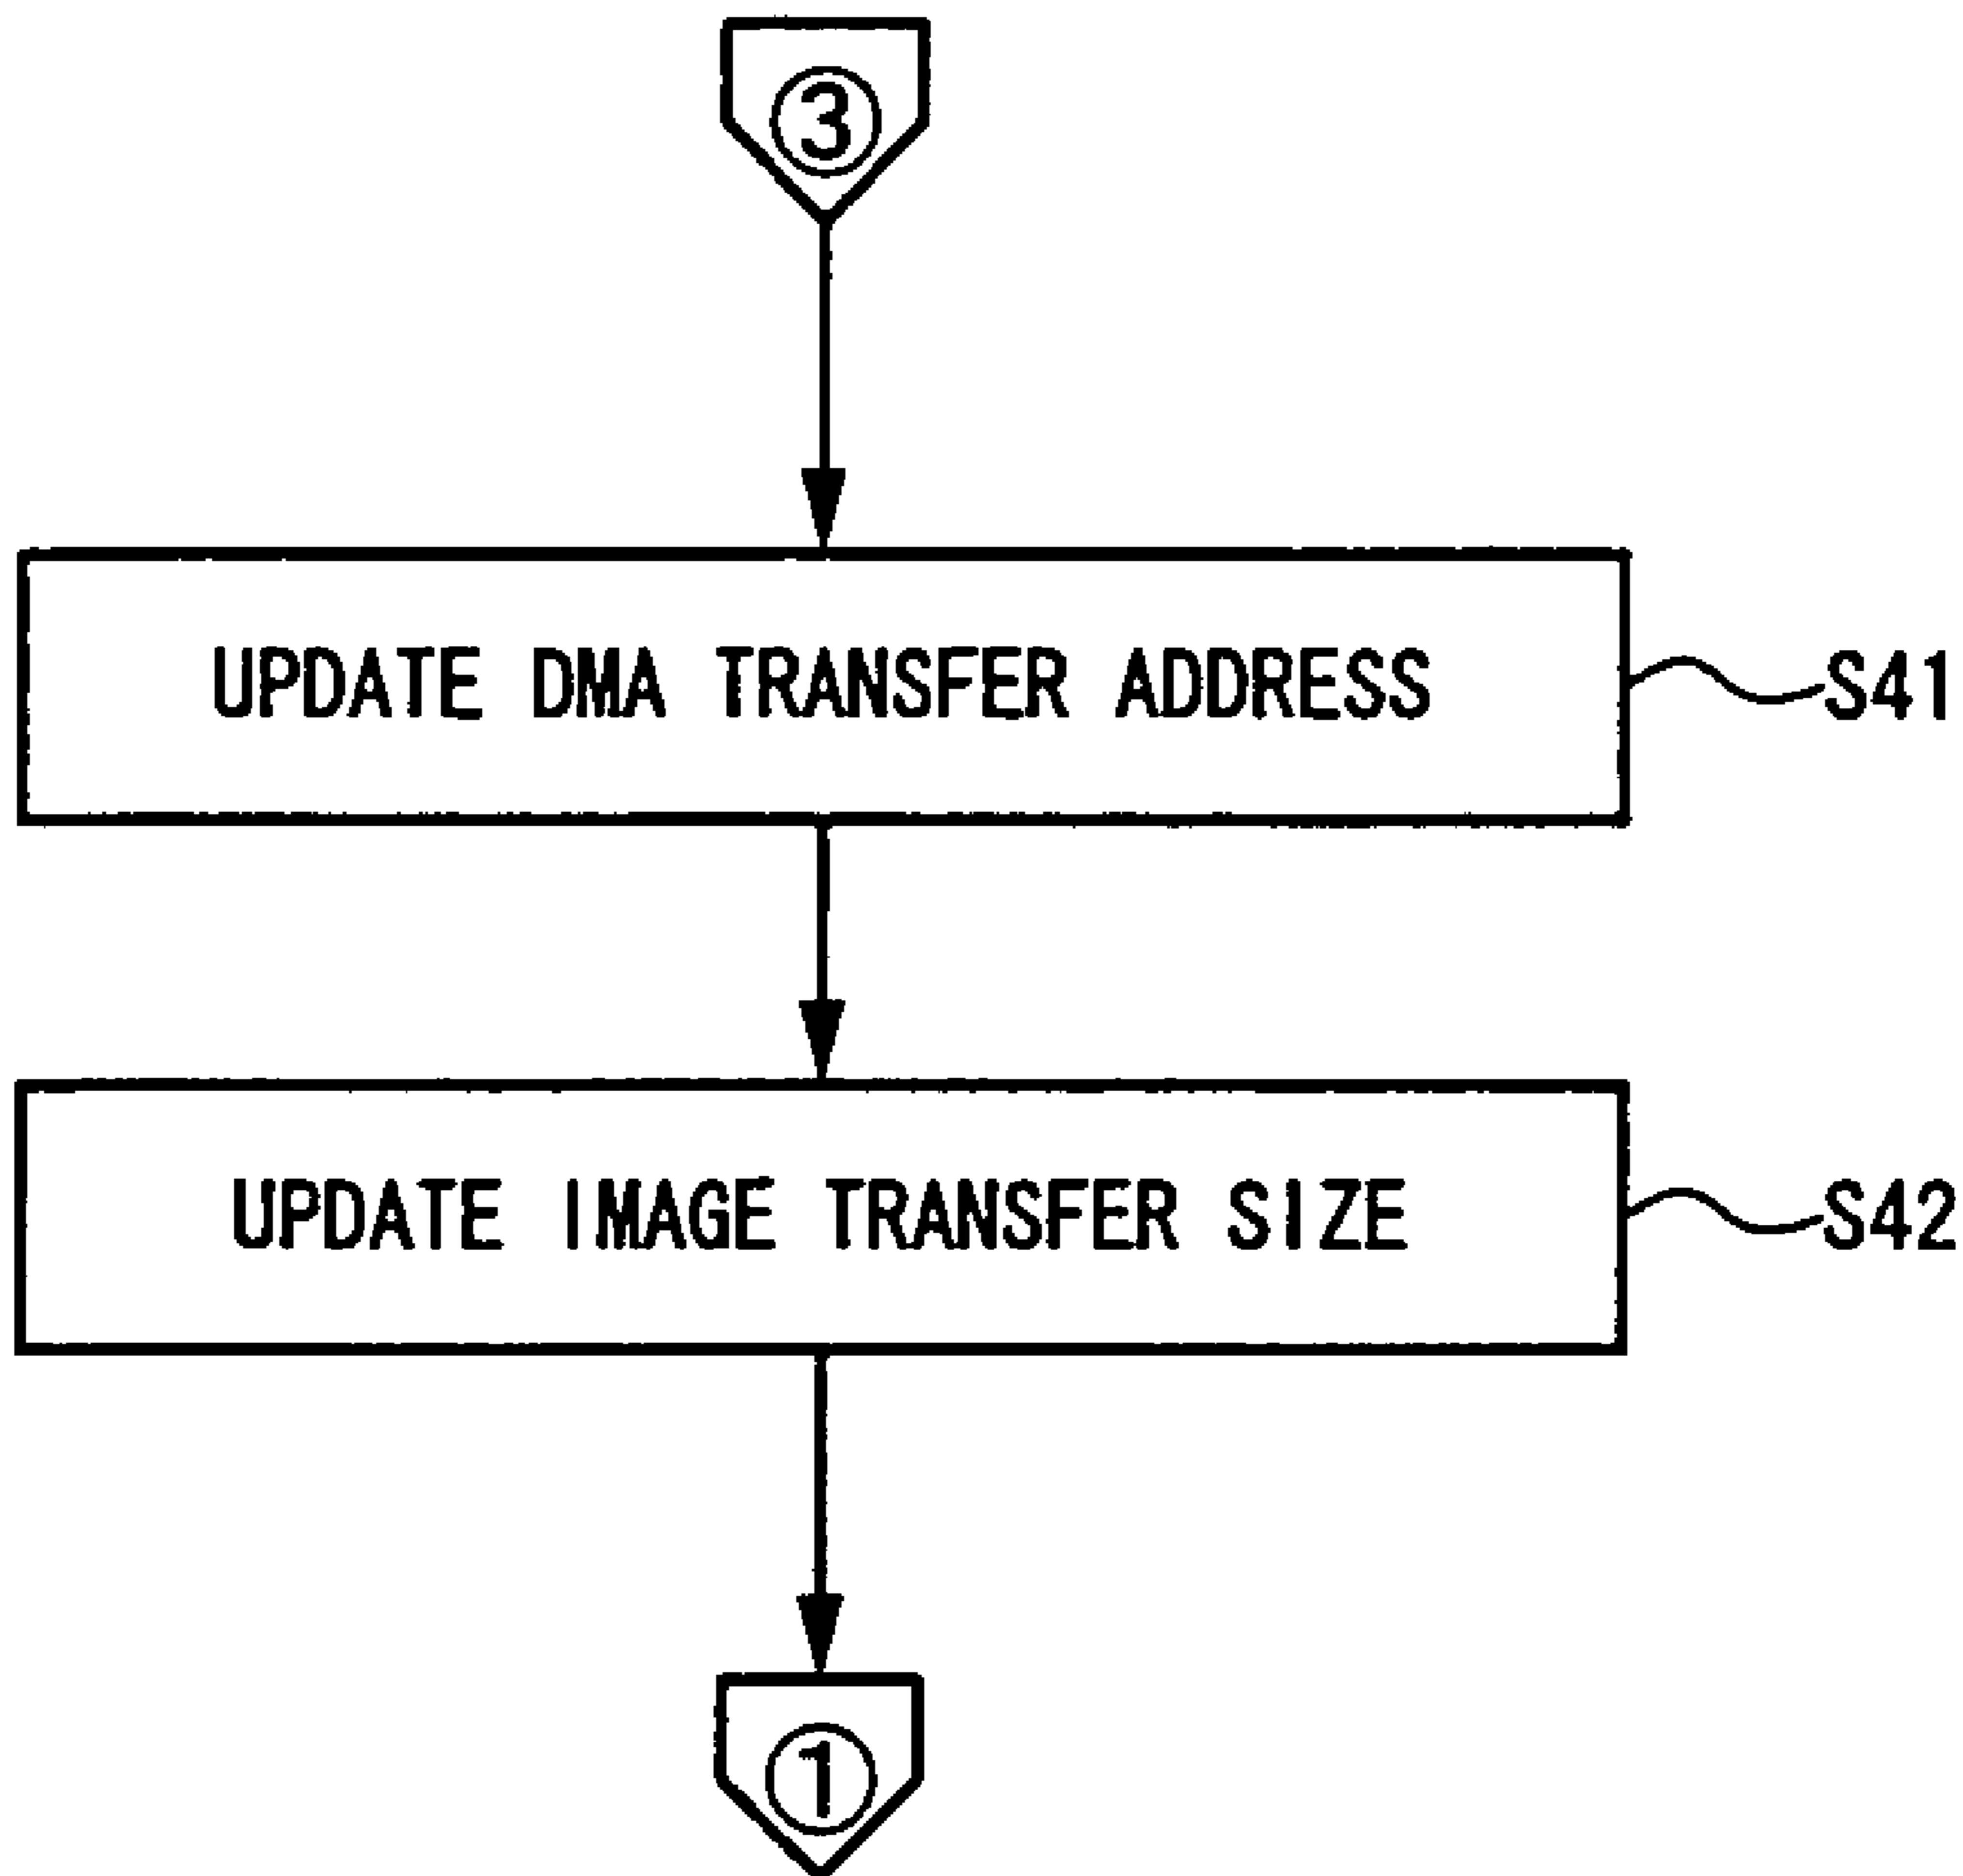 ③
UPDATE DMA TRANSFER ADDRESS
S41
UPDATE IMAGE TRANSFER SIZE
S42
①